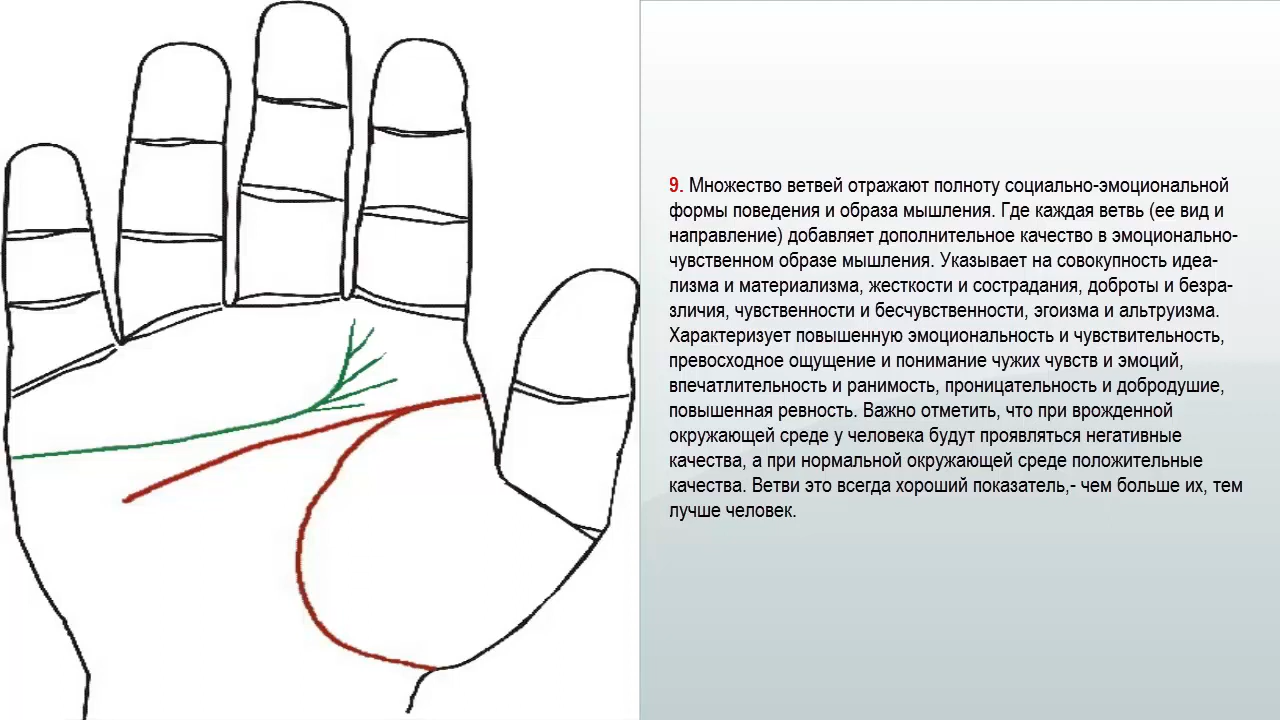 9. Множество ветвей отражают полноту социально-эмоциональной
формы поведения и образа мышления. Где каждая ветвь (ее вид и
направление) добавляет дополнительное качество в эмоционально-
чувственном образе мышления. Указывает на совокупность идеа-
лизма и материализма, жесткости и сострадания, доброты и безра-
зличия, чувственности и бесчувственности, эгоизма и альтруизма.
Характеризует повышенную эмоциональность и чувствительность,
превосходное ощущение и понимание чужих чувств и эмоций,
впечатлительность и ранимость, проницательность и добродушие,
повышенная ревность. Важно отметить, что при врожденной
окружающей среде у человека будут проявляться негативные
качества, а при нормальной окружающей среде положительные
качества. Ветви это всегда хороший показатель,- чем больше их, тем
лучше человек.